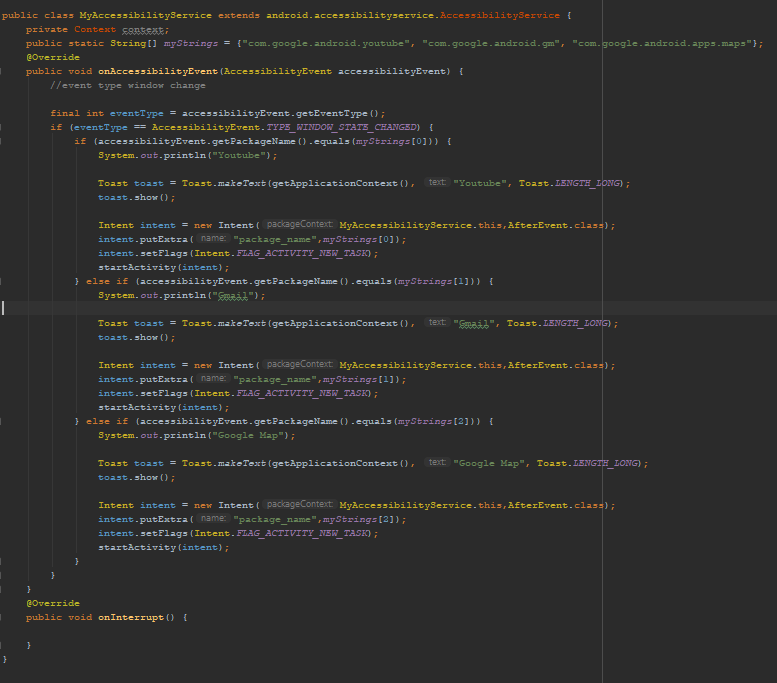 public class MyAccessibilityService extends android.accessibilityservice.AccessibilityService {
    private Context context;
    public static String[] myStrings = {"com.google.android.youtube", "com.google.android.gm", "com.google.android.apps.maps"};
    @Override
    public void onAccessibilityEvent(AccessibilityEvent accessibilityEvent) {
        //event type window change
        final int eventType = accessibilityEvent.getEventType();
        if (eventType == AccessibilityEvent.TYPE_WINDOW_STATE_CHANGED) {
            if (accessibilityEvent.getPackageName().equals(myStrings[0])) {
                System.out.println("Youtube");
                Toast toast = Toast.makeText(getApplicationContext(), text: "Youtube", Toast.LENGTH_LONG);
                toast.show();
                Intent intent = new Intent( packageContext: MyAccessibilityService.this,AfterEvent.class);
                intent.putExtra( name: "package_name",myStrings[0]);
                intent.setFlags(Intent.FLAG_ACTIVITY_NEW_TASK);
                startActivity(intent);
            } else if (accessibilityEvent.getPackageName().equals(myStrings[1])) {
                System.out.println("Gmail");
                Toast toast = Toast.makeText(getApplicationContext(), text: "Gmail", Toast.LENGTH_LONG);
                toast.show();
                Intent intent = new Intent( packageContext: MyAccessibilityService.this,AfterEvent.class);
                intent.putExtra( name: "package_name",myStrings[1]);
                intent.setFlags(Intent.FLAG_ACTIVITY_NEW_TASK);
                startActivity(intent);
            } else if (accessibilityEvent.getPackageName().equals(myStrings[2])) {
                System.out.println("Google Map");
                Toast toast = Toast.makeText(getApplicationContext(), text: "Google Map", Toast.LENGTH_LONG);
                toast.show();
                Intent intent = new Intent( packageContext: MyAccessibilityService.this,AfterEvent.class);
                intent.putExtra( name: "package_name",myStrings[2]);
                intent.setFlags(Intent.FLAG_ACTIVITY_NEW_TASK);
                startActivity(intent);
            }
        }
    }
    @Override
    public void onInterrupt() {
    }
}